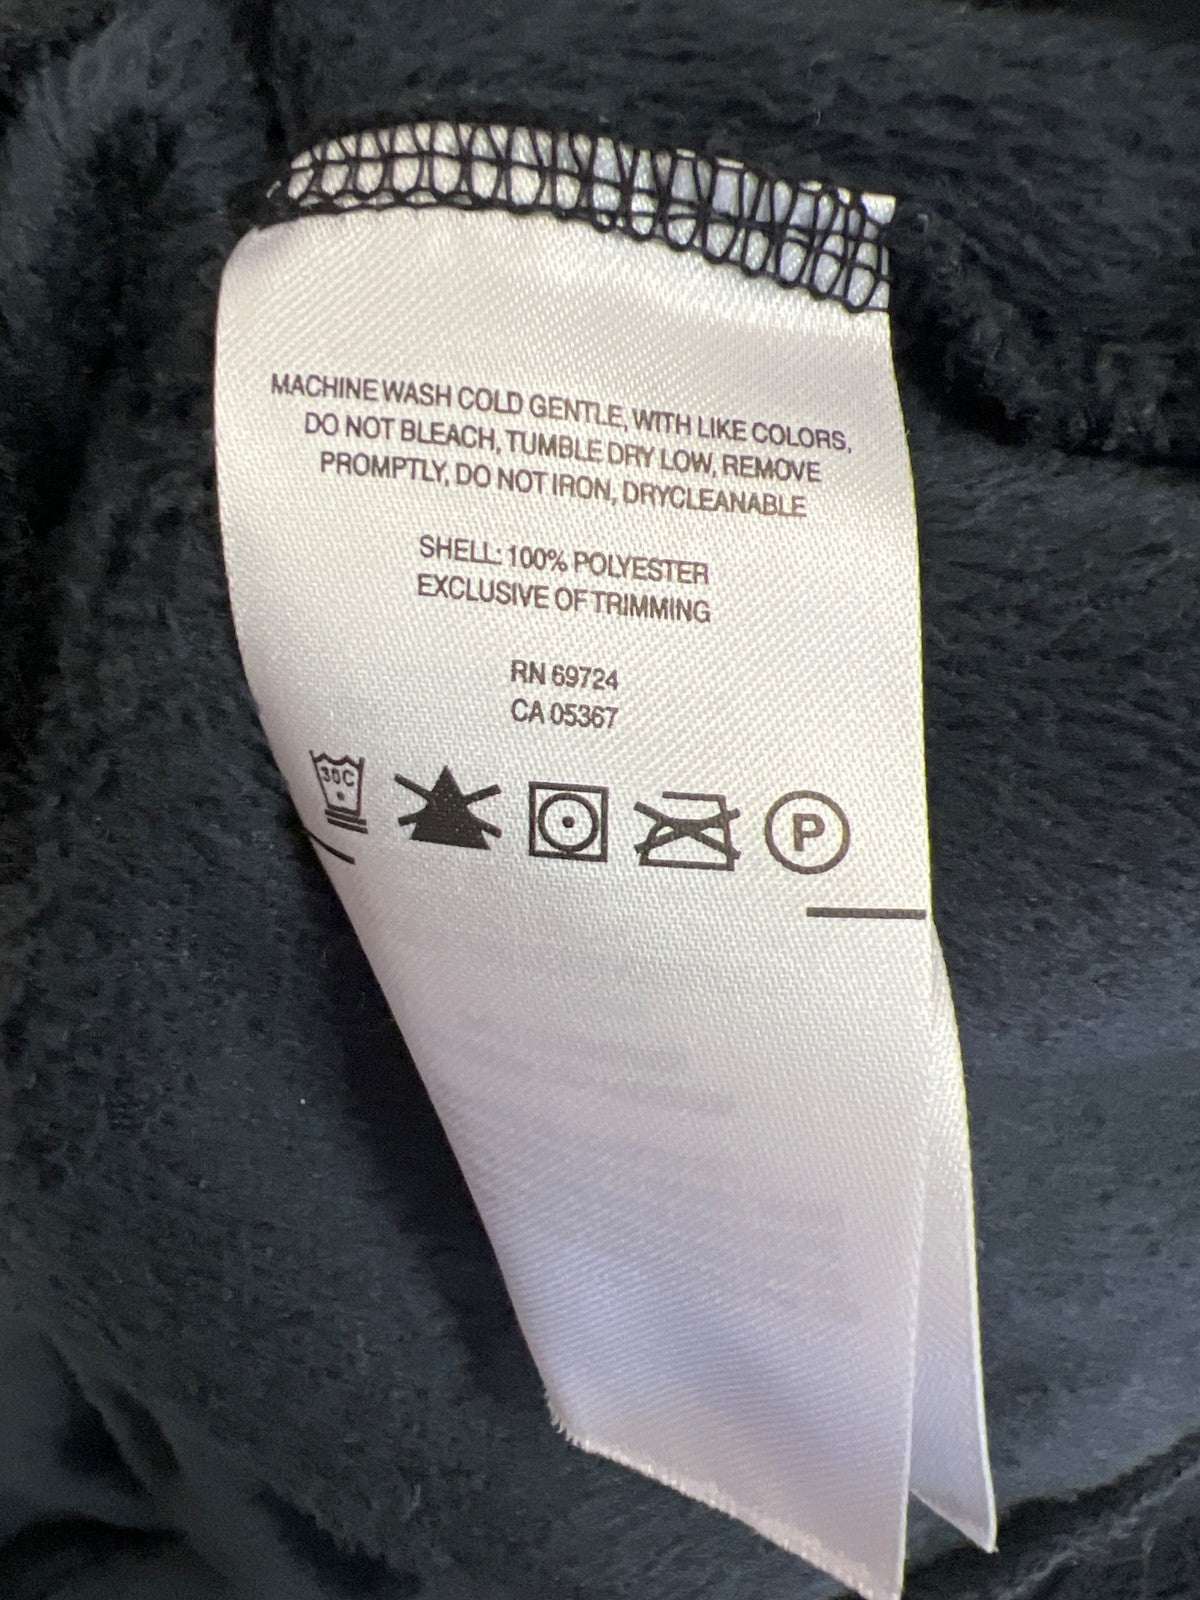 MACHINE WASH COLD GENTLE, WITH LIKE COLORS,
DO NOT BLEACH, TUMBLE DRY LOW, REMOVE
PROMPTLY, DO NOT IRON, DRYCLEANABLE
SHELL: 100% POLYESTER
EXCLUSIVE OF TRIMMING
RN 69724
CA 05367
30C
P